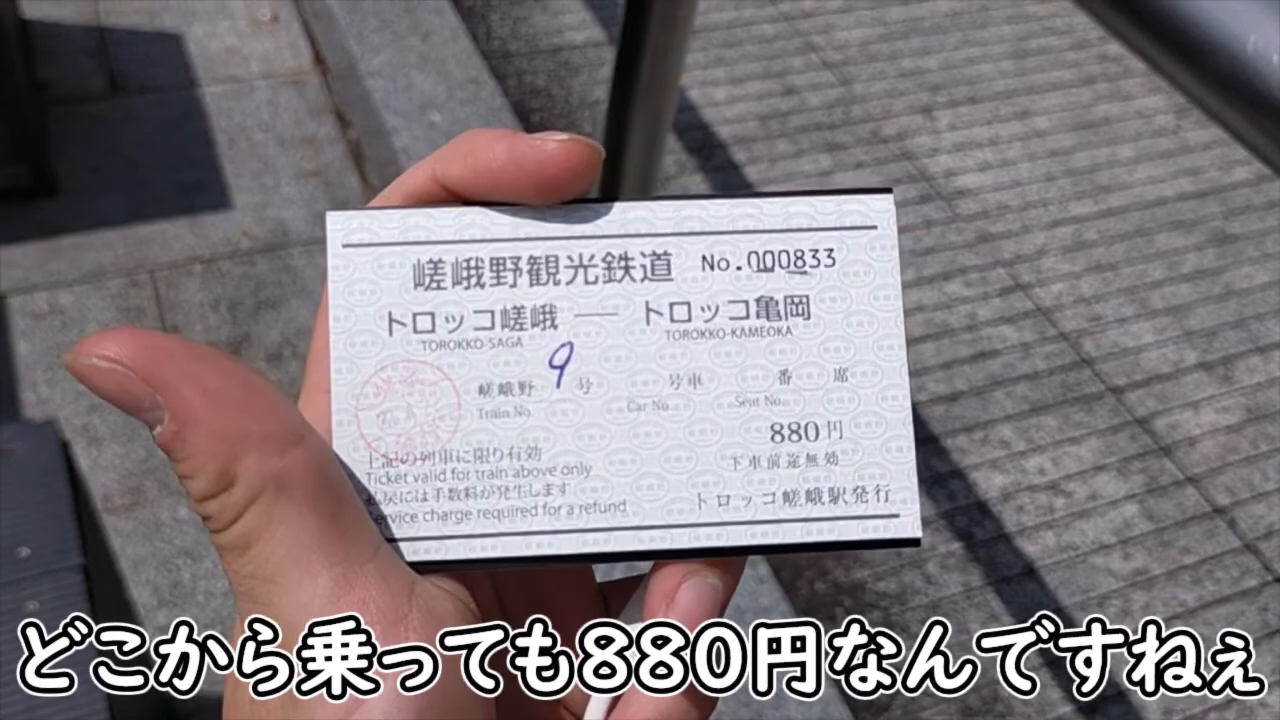 嵯峨野観光鉄道 No.000833
トロッコ嵯峨 ― トロッコ亀岡
TOROKKO-SAGA TOROKKO-KAMEOKA
嵯峨野 9 号 号車 番 席
Train No. Car No. Seat No.
880円
上記の列車に限り有効 下車前途無効
Ticket valid for train above only
払戻には手数料が発生します トロッコ嵯峨駅発行
service charge required for a refund
どこから乗っても880円なんですねぇ